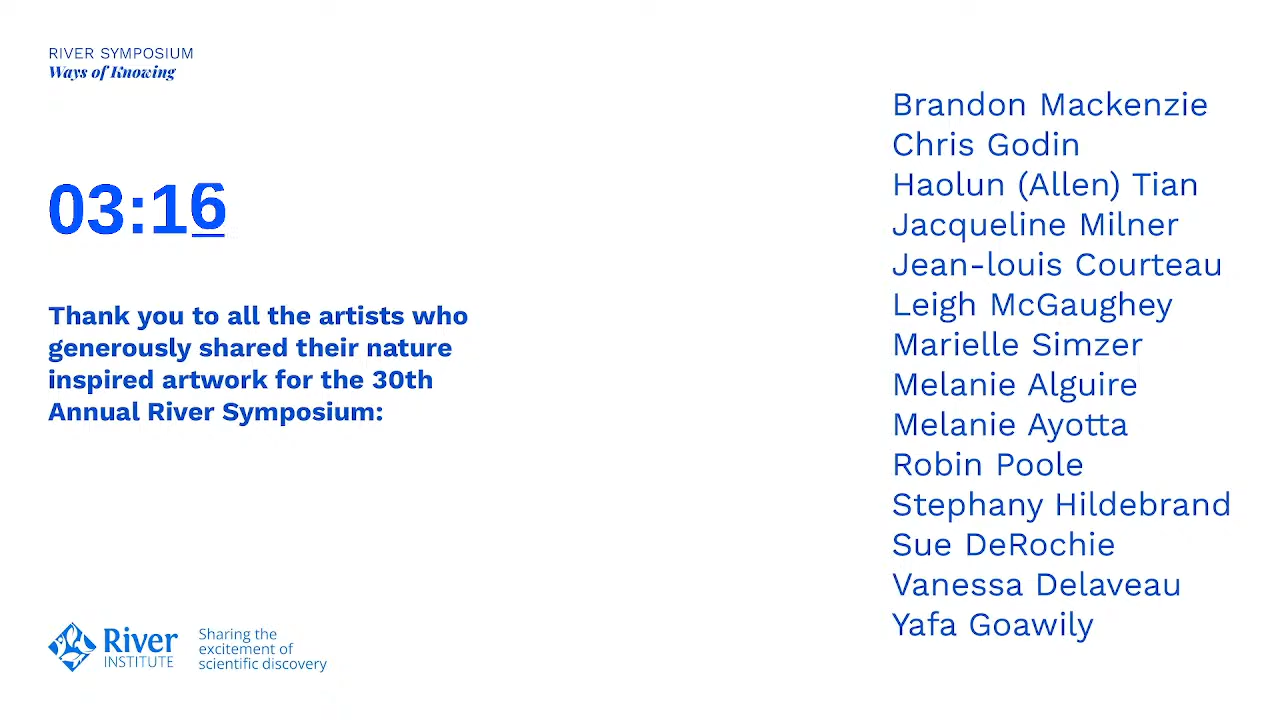 RIVER SYMPOSIUM
Ways of Knowing
03:16
Thank you to all the artists who
generously shared their nature
inspired artwork for the 30th
Annual River Symposium:
Brandon Mackenzie
Chris Godin
Haolun (Allen) Tian
Jacqueline Milner
Jean-louis Courteau
Leigh McGaughey
Marielle Simzer
Melanie Alguire
Melanie Ayotta
Robin Poole
Stephany Hildebrand
Sue DeRochie
Vanessa Delaveau
Yafa Goawily
River
INSTITUTE
Sharing the
excitement of
scientific discovery